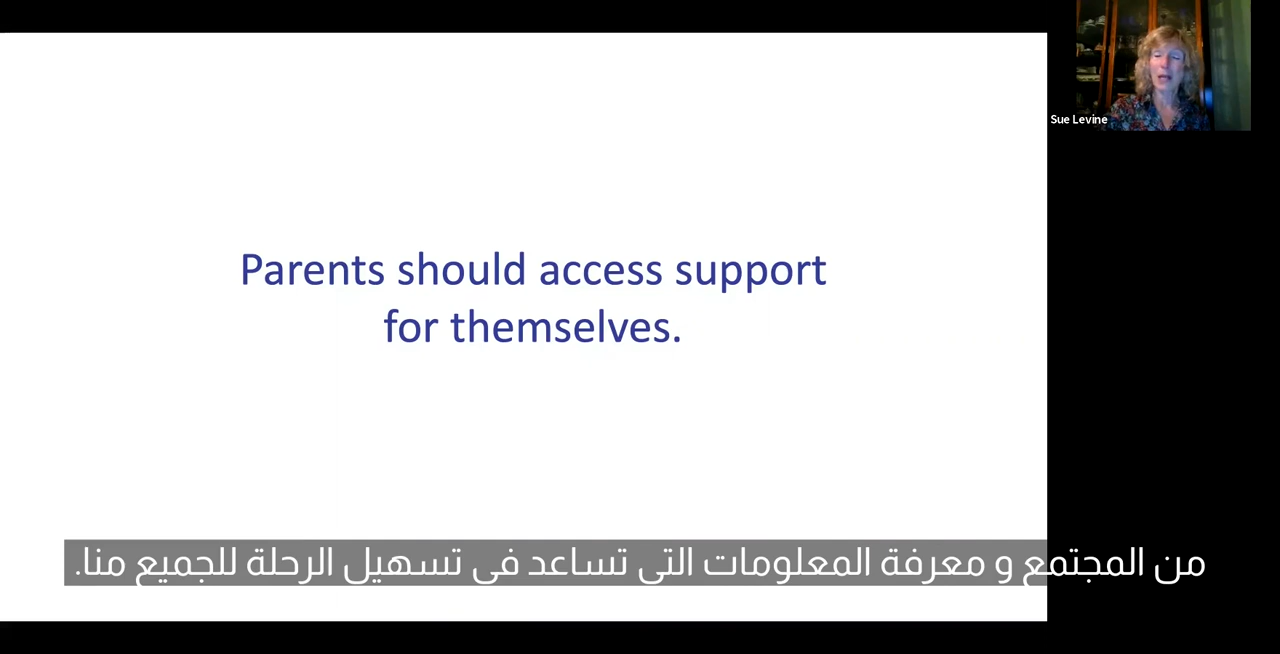 Sue Levine
Parents should access support
for themselves.
من المجتمع و معرفة المعلومات التى تساعد فى تسهيل الرحلة للجميع منا.